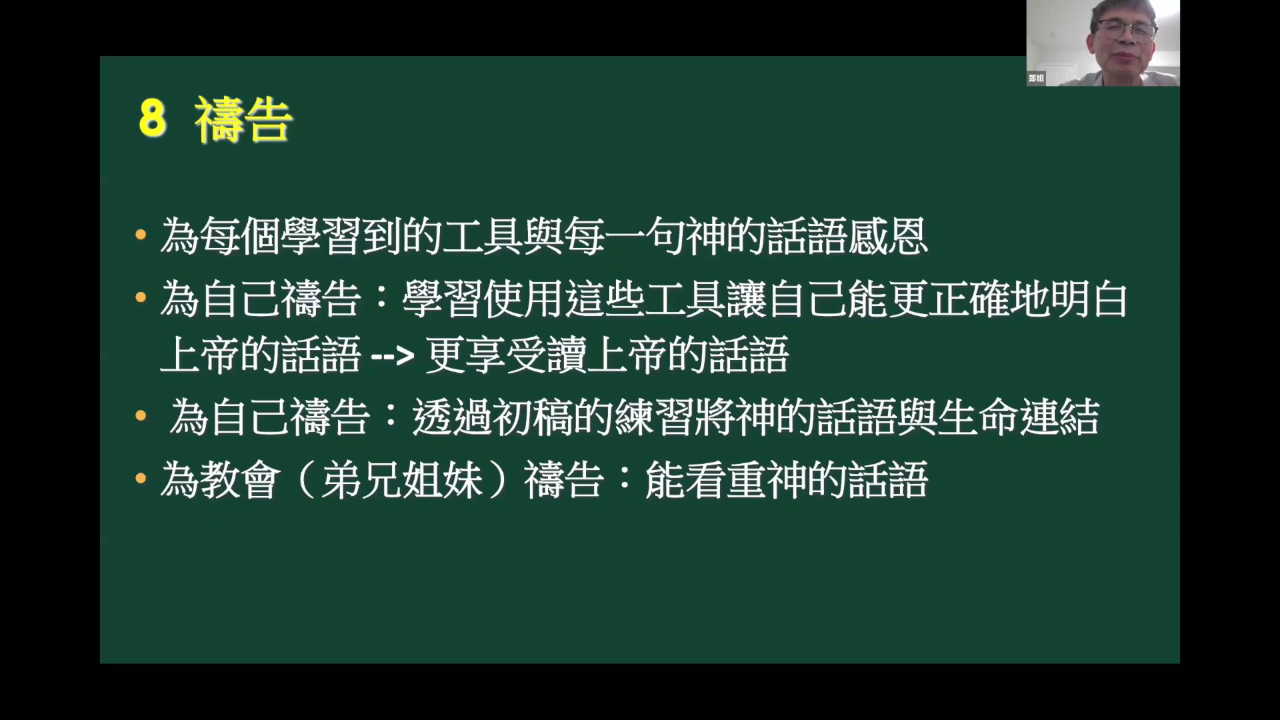 8 禱告
• 為每個學習到的工具與每一句神的話語感恩
• 為自己禱告：學習使用這些工具讓自己能更正確地明白
上帝的話語 --> 更享受讀上帝的話語
• 為自己禱告：透過初稿的練習將神的話語與生命連結
• 為教會（弟兄姐妹）禱告：能看重神的話語